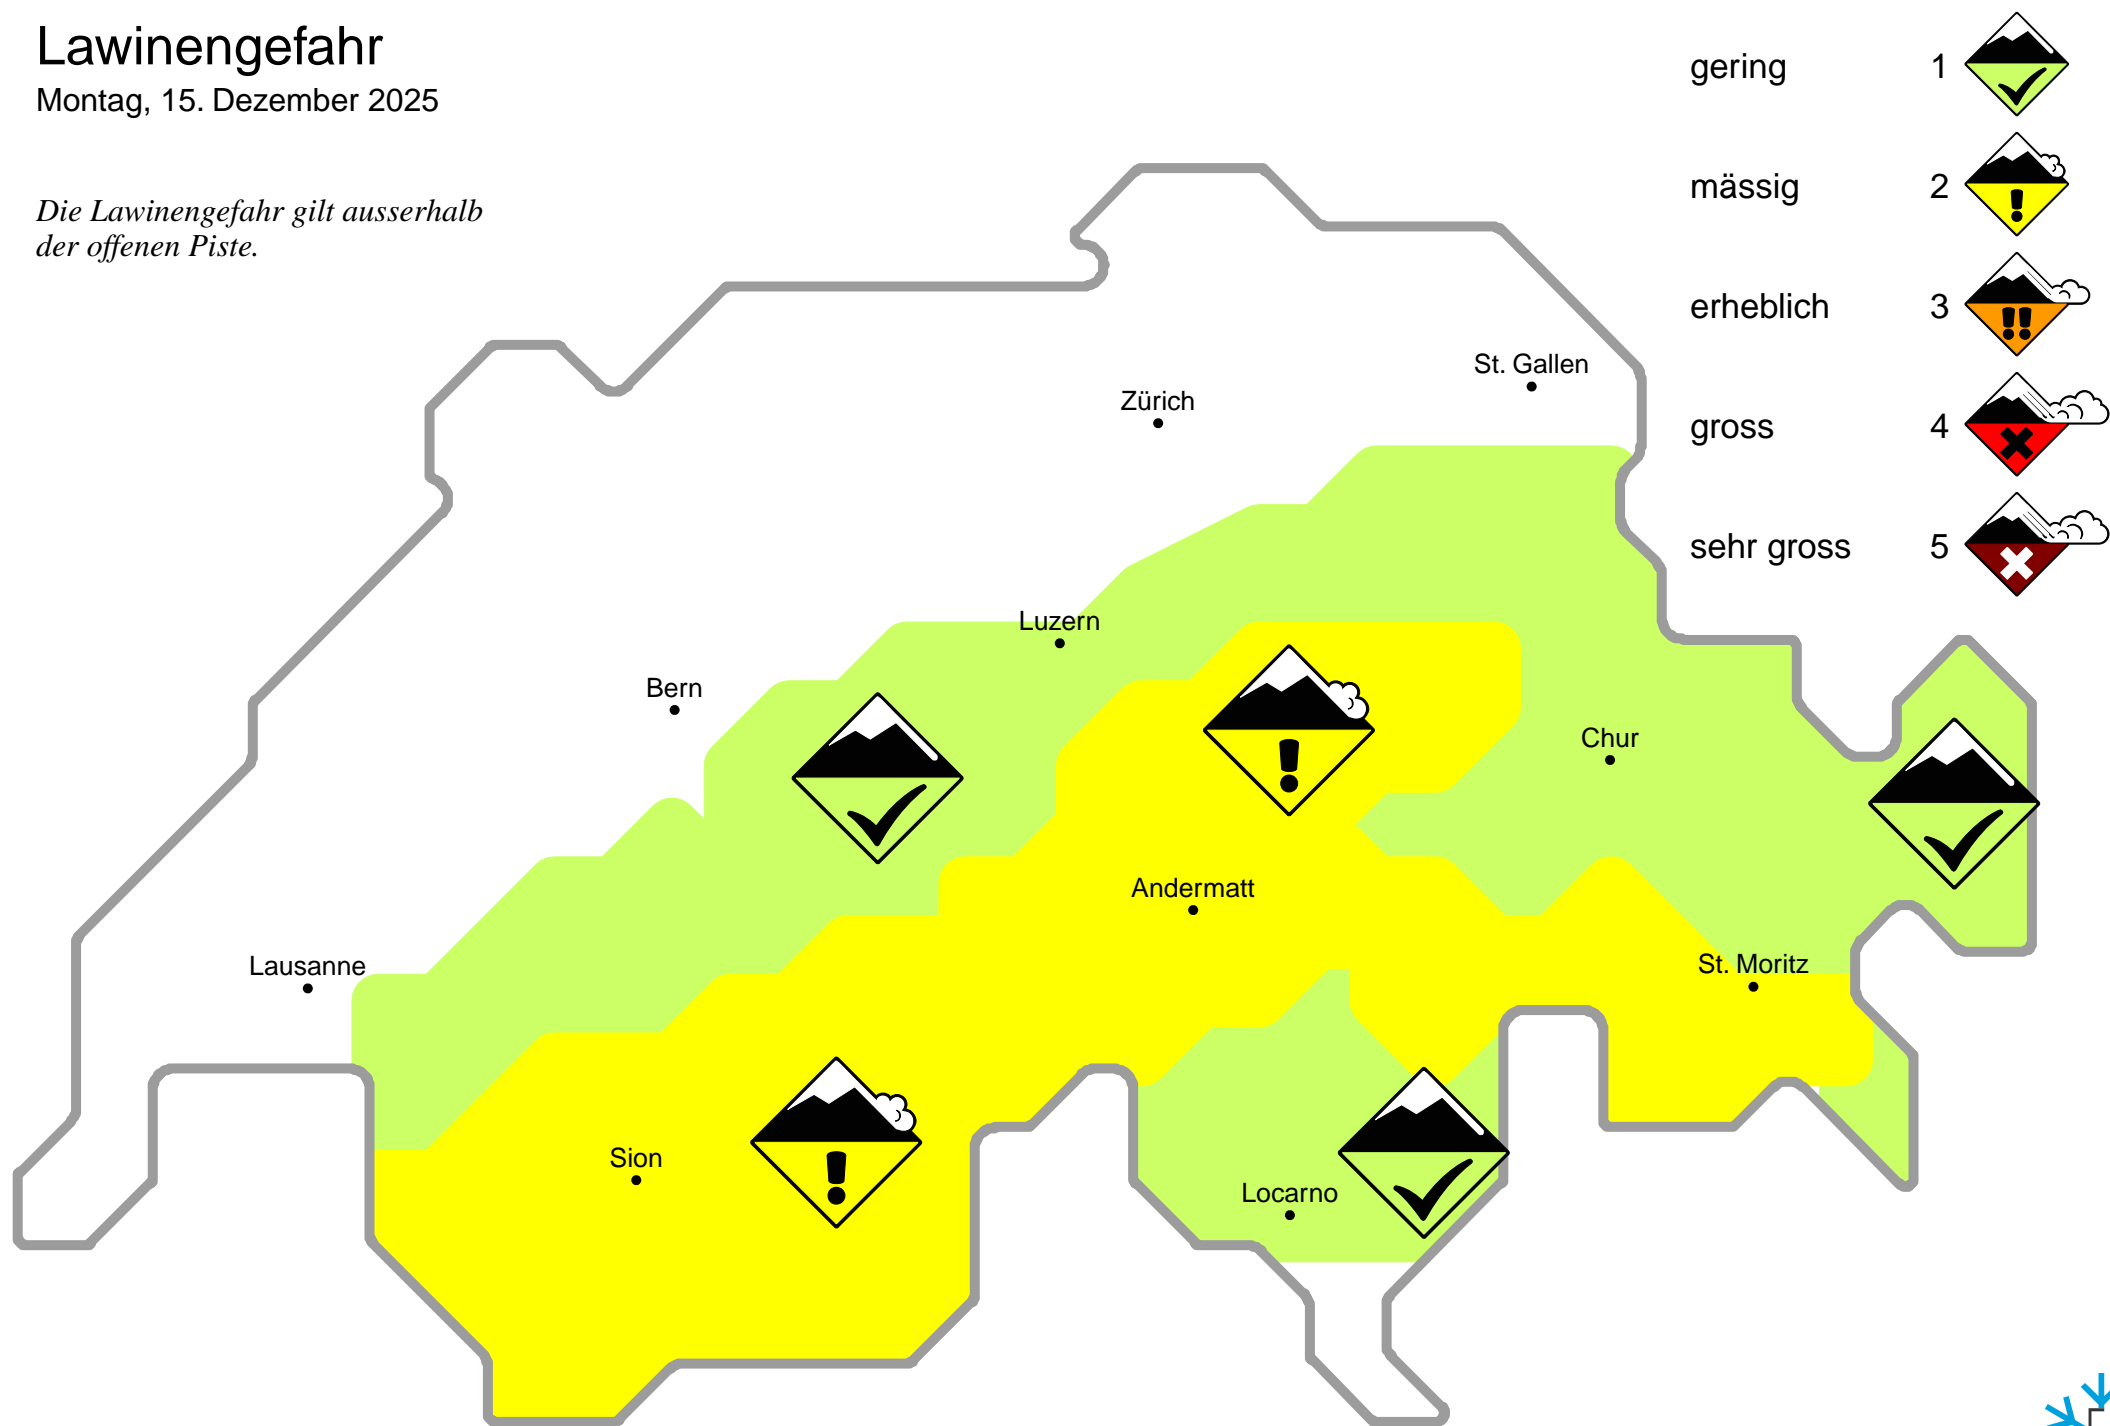 Lawinengefahr
Montag, 15. Dezember 2025
Die Lawinengefahr gilt ausserhalb
der offenen Piste.
gering 1
mässig 2
erheblich 3
gross 4
sehr gross 5
St. Gallen
Zürich
Luzern
Bern
Chur
Andermatt
St. Moritz
Lausanne
Sion
Locarno